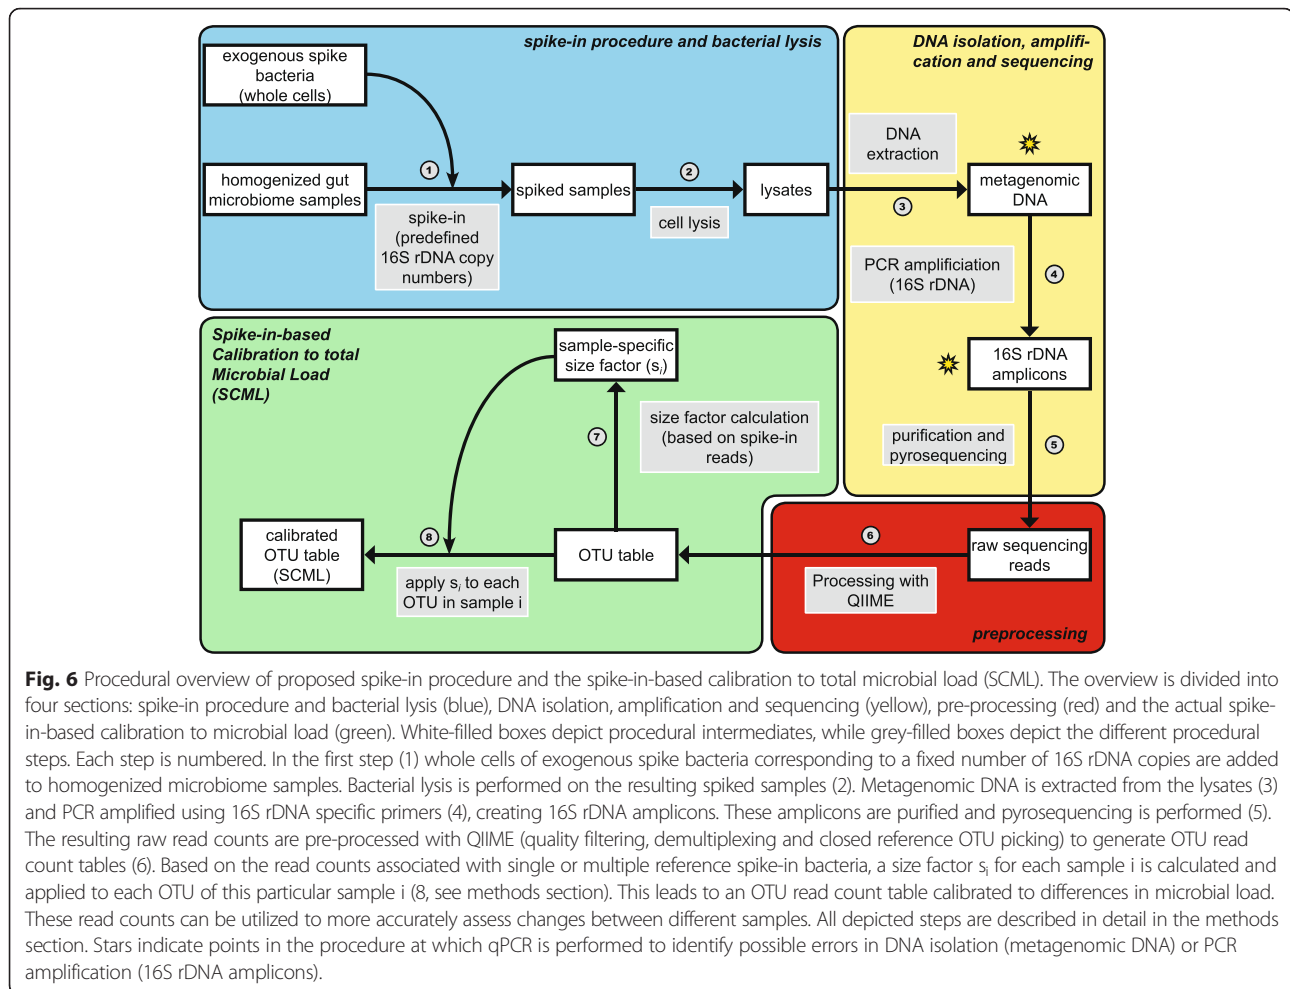 spike-in procedure and bacterial lysis
exogenous spike
bacteria
(whole cells)
homogenized gut
microbiome samples
1
spike-in
(predefined
16S rDNA copy
numbers)
spiked samples
2
cell lysis
lysates
DNA isolation, amplifi-
cation and sequencing
DNA
extraction
3
metagenomic
DNA
PCR amplificiation
(16S rDNA)
4
16S rDNA
amplicons
purification and
pyrosequencing
5
raw sequencing
reads
6
Processing with
QIIME
preprocessing
Spike-in-based
Calibration to total
Microbial Load
(SCML)
sample-specific
size factor (si)
size factor calculation
(based on spike-in
reads)
7
OTU table
8
apply si to each
OTU in sample i
calibrated
OTU table
(SCML)
Fig. 6 Procedural overview of proposed spike-in procedure and the spike-in-based calibration to total microbial load (SCML). The overview is divided into
four sections: spike-in procedure and bacterial lysis (blue), DNA isolation, amplification and sequencing (yellow), pre-processing (red) and the actual spike-
in-based calibration to microbial load (green). White-filled boxes depict procedural intermediates, while grey-filled boxes depict the different procedural
steps. Each step is numbered. In the first step (1) whole cells of exogenous spike bacteria corresponding to a fixed number of 16S rDNA copies are added
to homogenized microbiome samples. Bacterial lysis is performed on the resulting spiked samples (2). Metagenomic DNA is extracted from the lysates (3)
and PCR amplified using 16S rDNA specific primers (4), creating 16S rDNA amplicons. These amplicons are purified and pyrosequencing is performed (5).
The resulting raw read counts are pre-processed with QIIME (quality filtering, demultiplexing and closed reference OTU picking) to generate OTU read
count tables (6). Based on the read counts associated with single or multiple reference spike-in bacteria, a size factor si for each sample i is calculated and
applied to each OTU of this particular sample i (8, see methods section). This leads to an OTU read count table calibrated to differences in microbial load.
These read counts can be utilized to more accurately assess changes between different samples. All depicted steps are described in detail in the methods
section. Stars indicate points in the procedure at which qPCR is performed to identify possible errors in DNA isolation (metagenomic DNA) or PCR
amplification (16S rDNA amplicons).